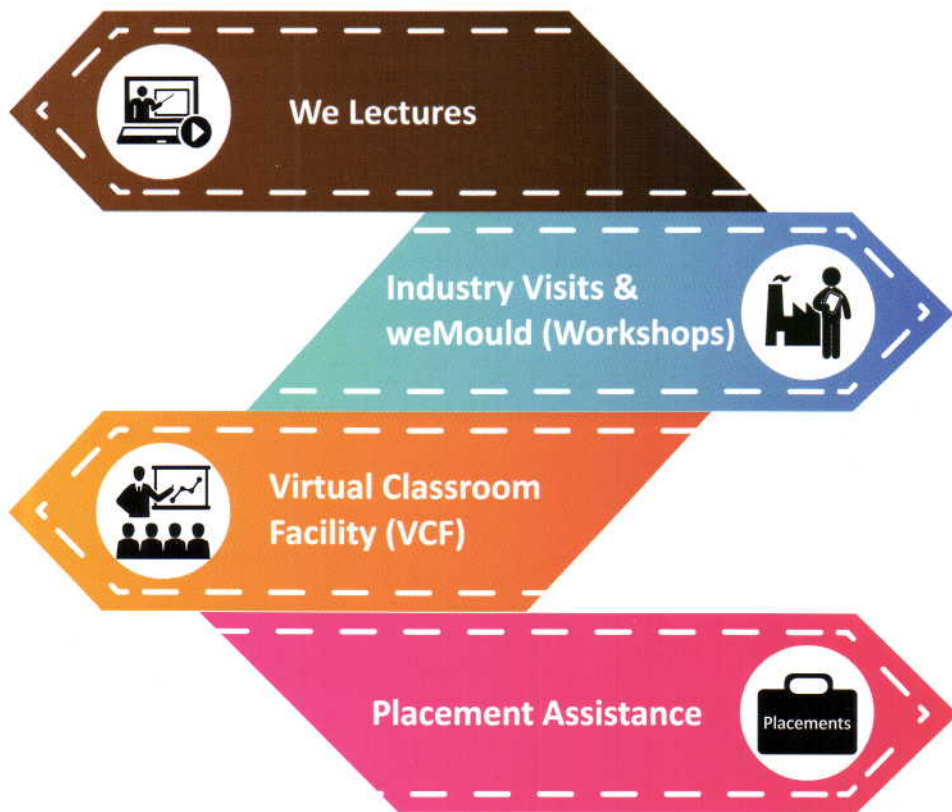 We Lectures
Industry Visits &
weMould (Workshops)
Virtual Classroom
Facility (VCF)
Placement Assistance
Placements